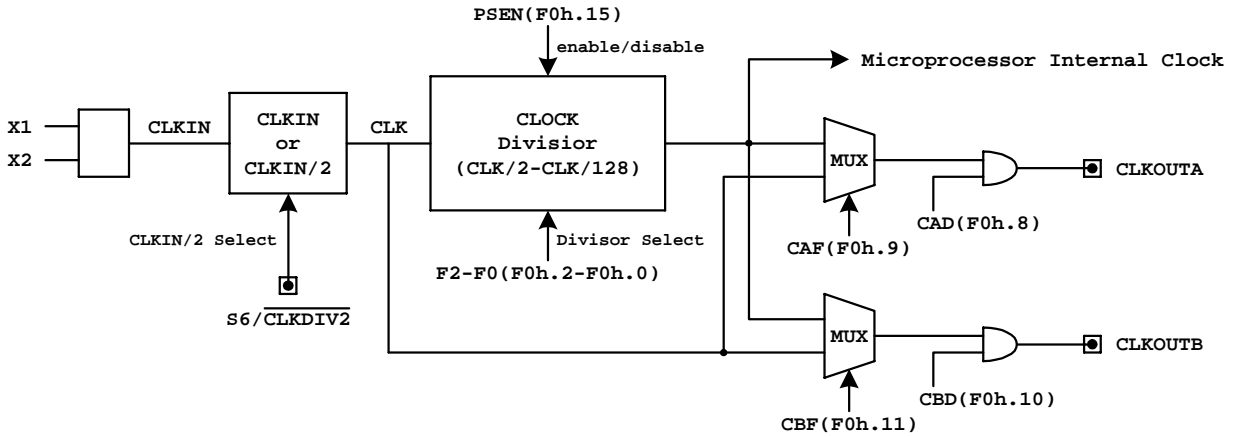 PSEN(F0h.15)
enable/disable
Microprocessor Internal Clock
X1
X2
CLKIN
CLKIN
or
CLKIN/2
CLK
CLOCK
Divisior
(CLK/2-CLK/128)
MUX
CLKOUTA
CAD(F0h.8)
CAF(F0h.9)
CLKIN/2 Select
Divisor Select
F2-F0(F0h.2-F0h.0)
S6/CLKDIV2
MUX
CLKOUTB
CBD(F0h.10)
CBF(F0h.11)